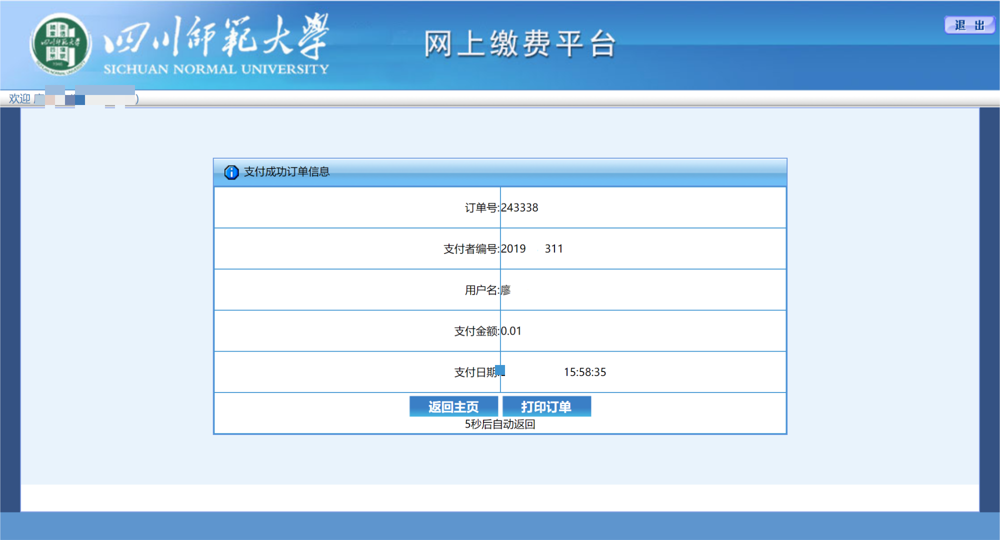 四川師範大學
SICHUAN NORMAL UNIVERSITY
网上缴费平台
退 出
欢迎
)
支付成功订单信息
订单号:243338
支付者编号:2019 311
用户名:廖
支付金额:0.01
支付日期: 15:58:35
返回主页 打印订单
5秒后自动返回